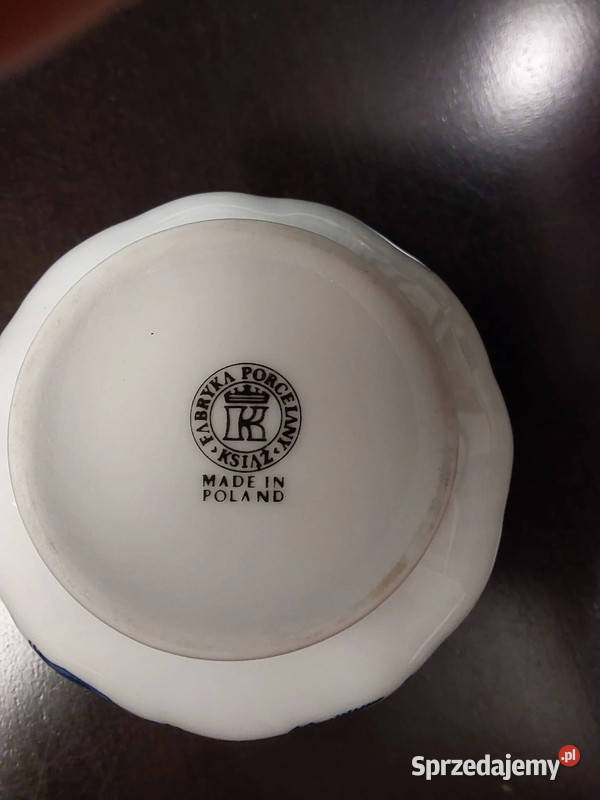 FABRYKA PORCELANY
KSIĄŻ
K
MADE IN
POLAND
Sprzedajemy.pl